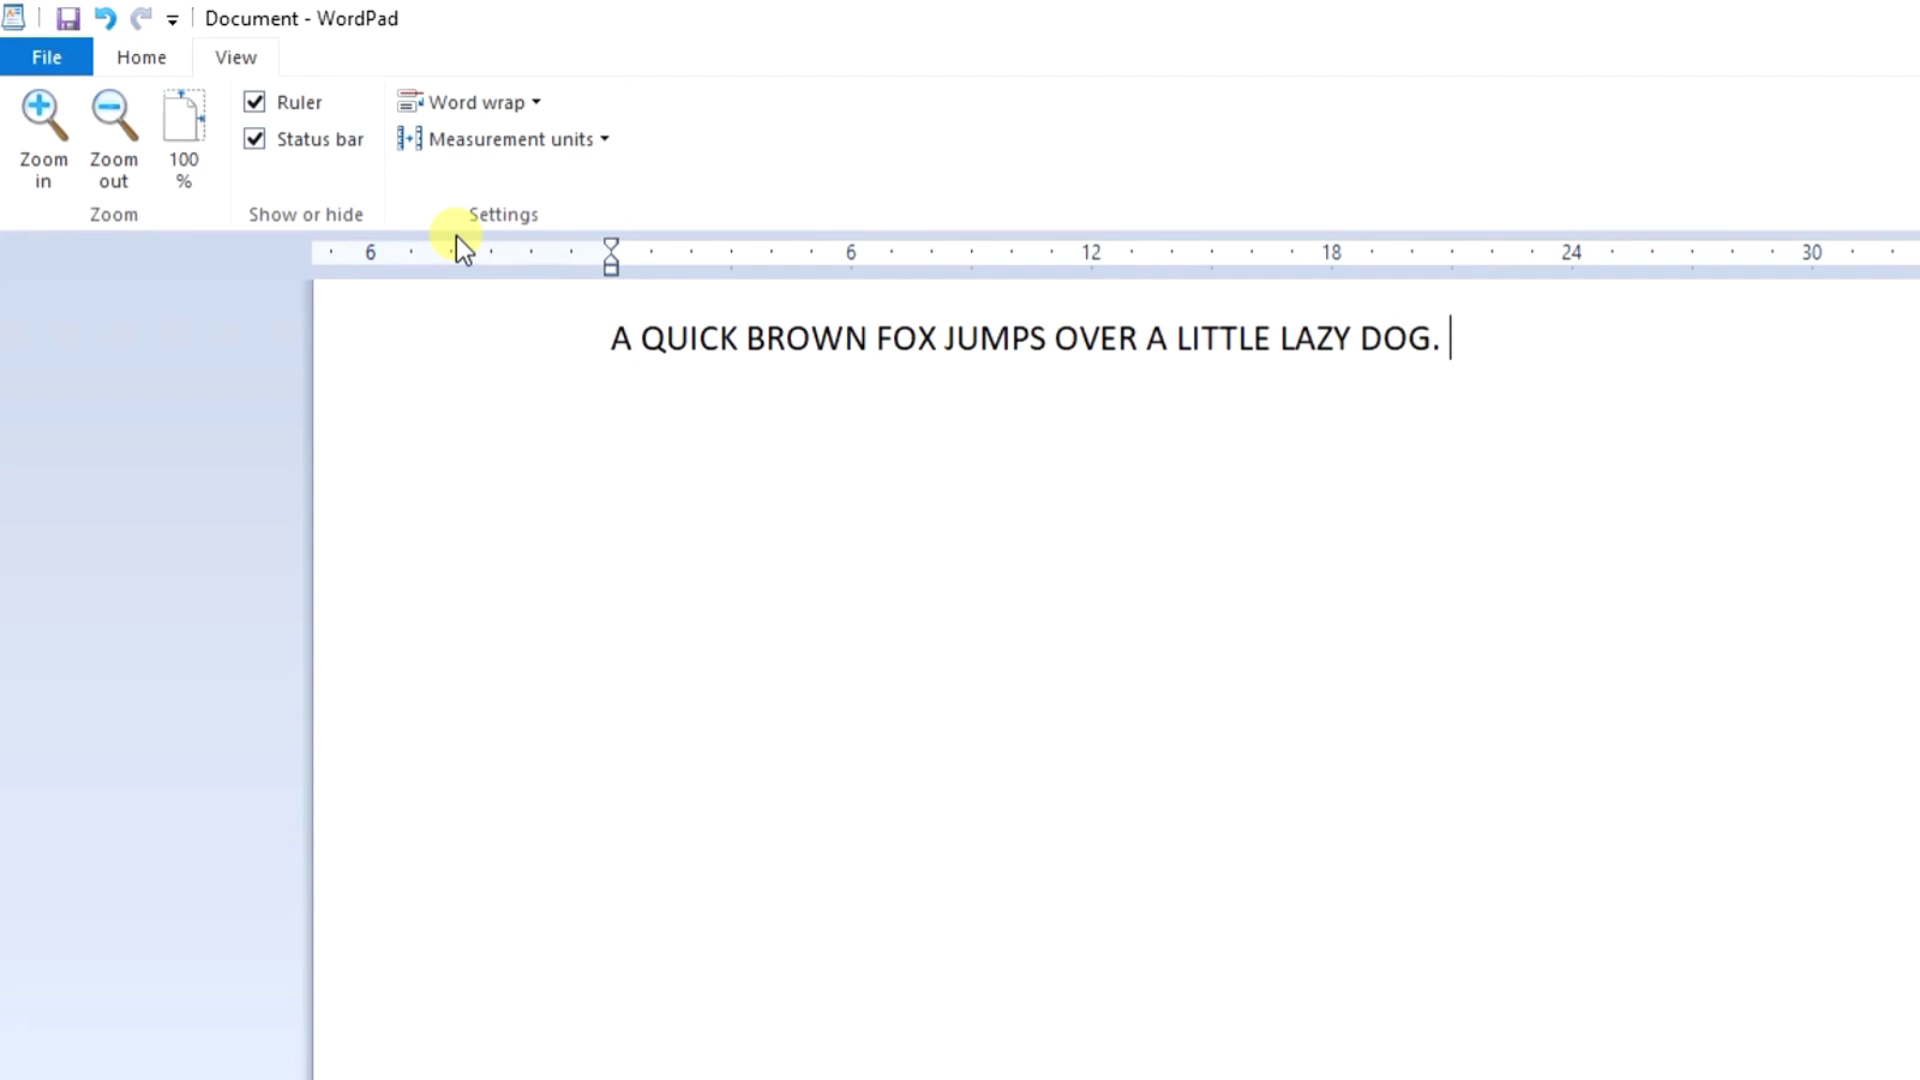 Document - WordPad
File Home View
Zoom in Zoom out 100 %
Ruler
Status bar
Word wrap
Measurement units
Zoom Show or hide Settings
6 6 12 18 24 30
A QUICK BROWN FOX JUMPS OVER A LITTLE LAZY DOG.